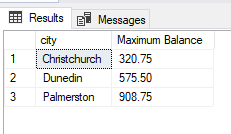 Results Messages
city Maximum Balance
1 Christchurch 320.75
2 Dunedin 575.50
3 Palmerston 908.75